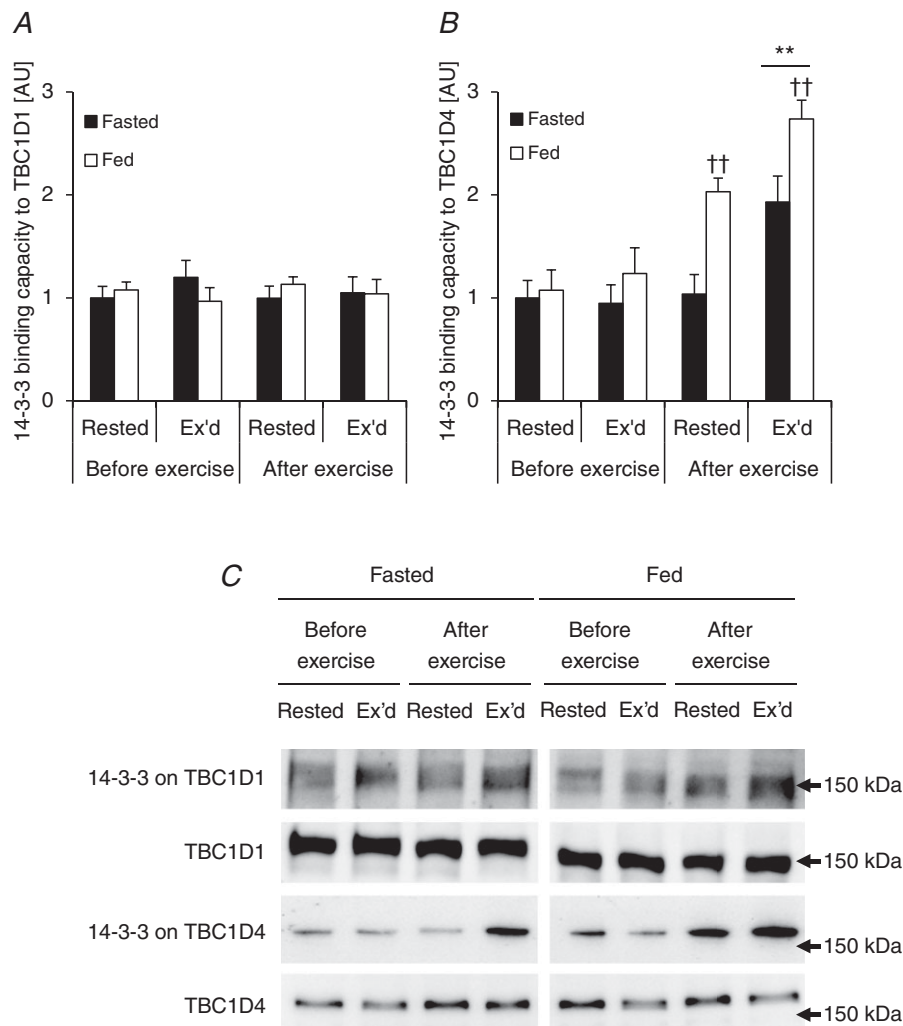 A
14-3-3 binding capacity to TBC1D1 [AU]
3
2
1
0
Fasted
Fed
Rested Ex'd Rested Ex'd
Before exercise After exercise
B
**
14-3-3 binding capacity to TBC1D4 [AU]
3
2
1
0
Fasted
Fed
††
††
Rested Ex'd Rested Ex'd
Before exercise After exercise
C
Fasted Fed
Before exercise After exercise Before exercise After exercise
Rested Ex'd Rested Ex'd Rested Ex'd Rested Ex'd
14-3-3 on TBC1D1 150 kDa
TBC1D1 150 kDa
14-3-3 on TBC1D4 150 kDa
TBC1D4 150 kDa